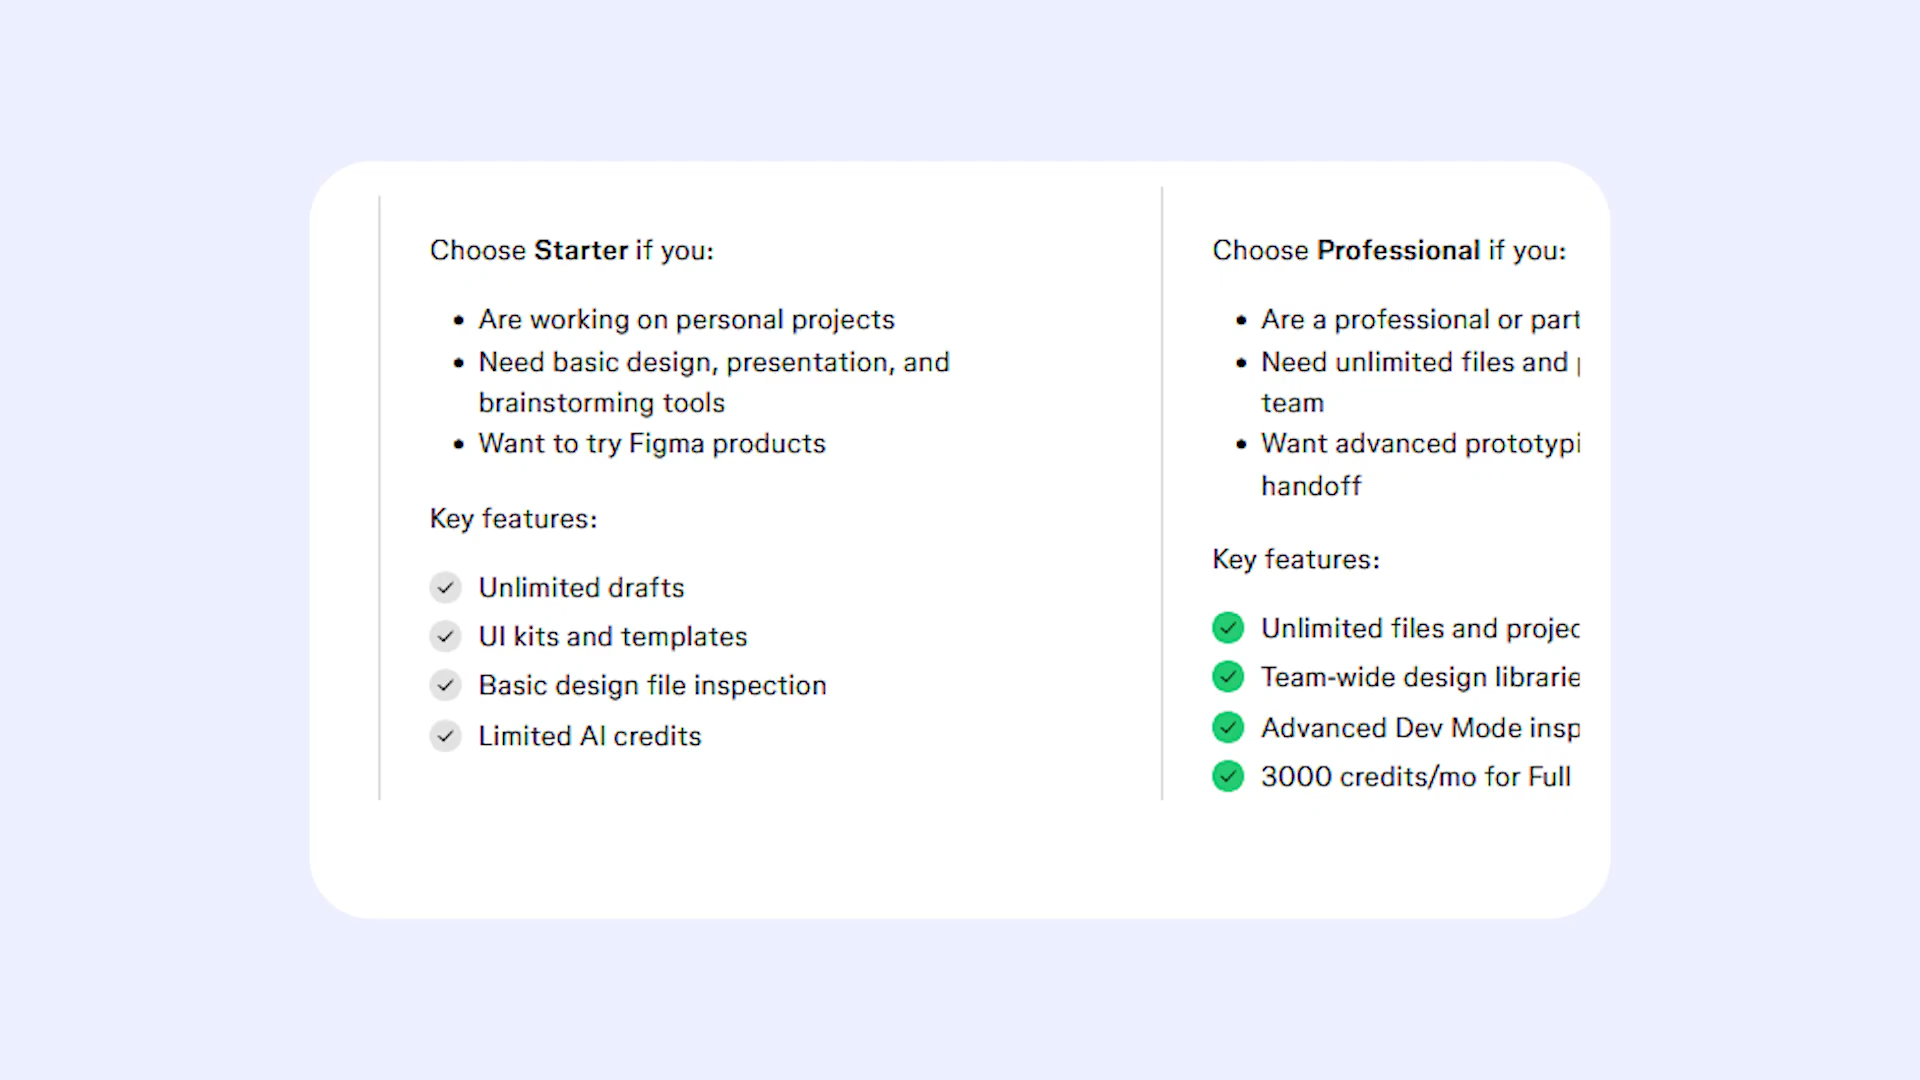 Choose Starter if you:
• Are working on personal projects
• Need basic design, presentation, and
brainstorming tools
• Want to try Figma products
Key features:
Unlimited drafts
UI kits and templates
Basic design file inspection
Limited AI credits
Choose Professional if you:
• Are a professional or part
• Need unlimited files and
team
• Want advanced prototypi
handoff
Key features:
Unlimited files and projec
Team-wide design librarie
Advanced Dev Mode insp
3000 credits/mo for Full